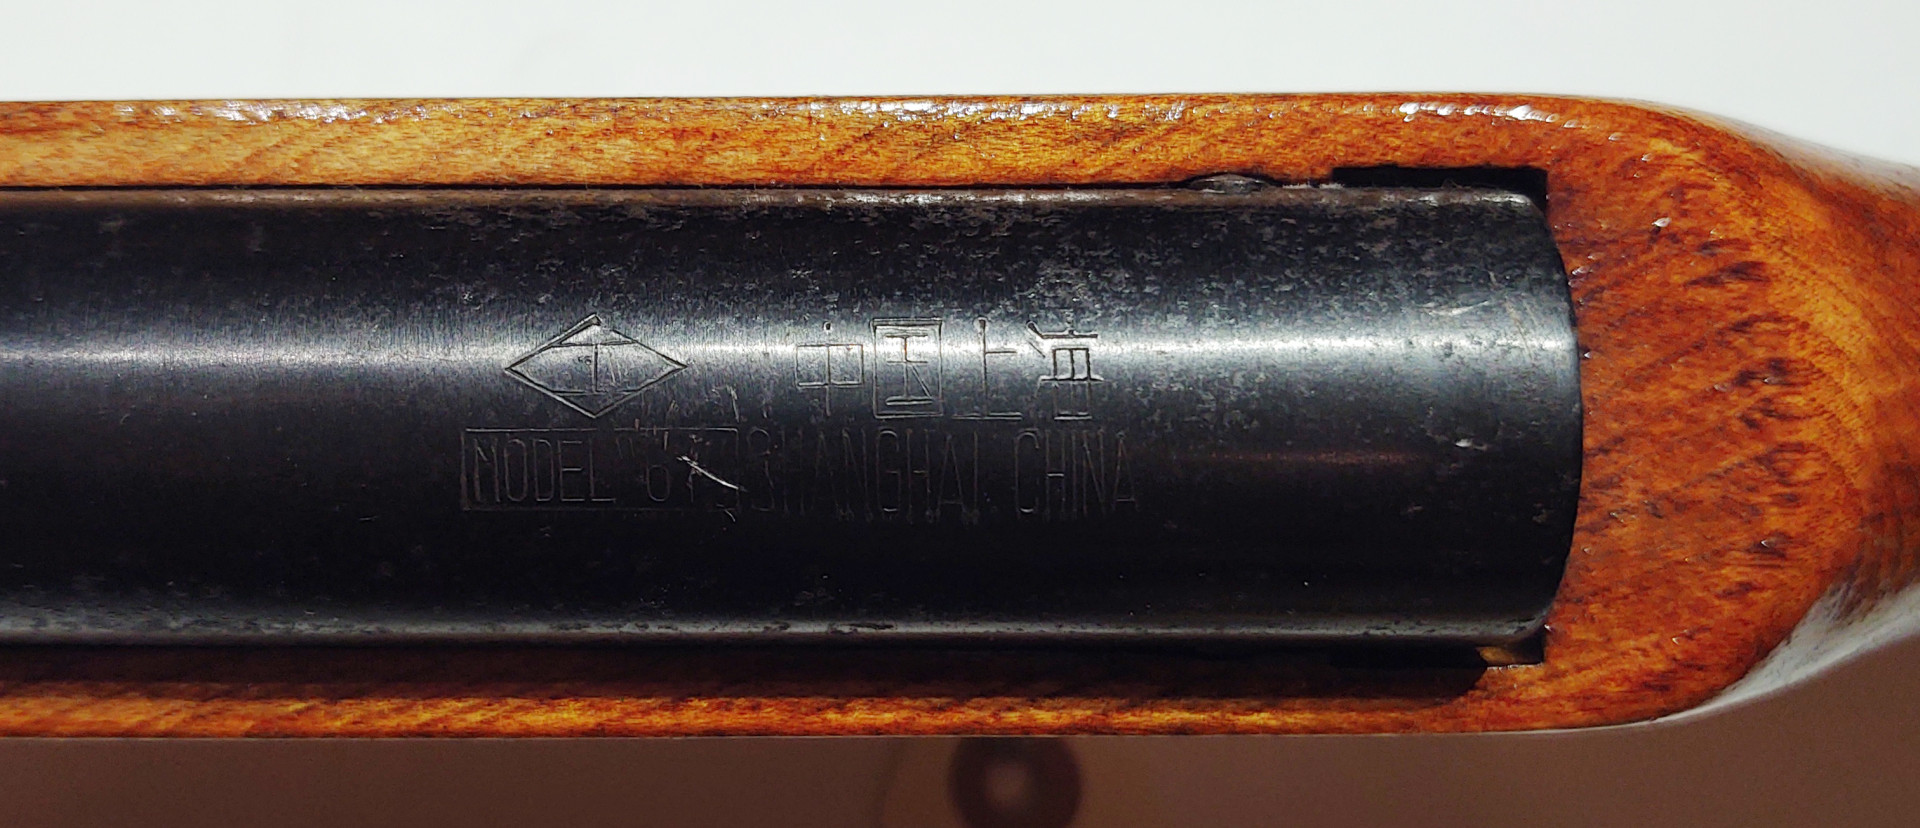 中国上海
MODEL SHANGHAI CHINA